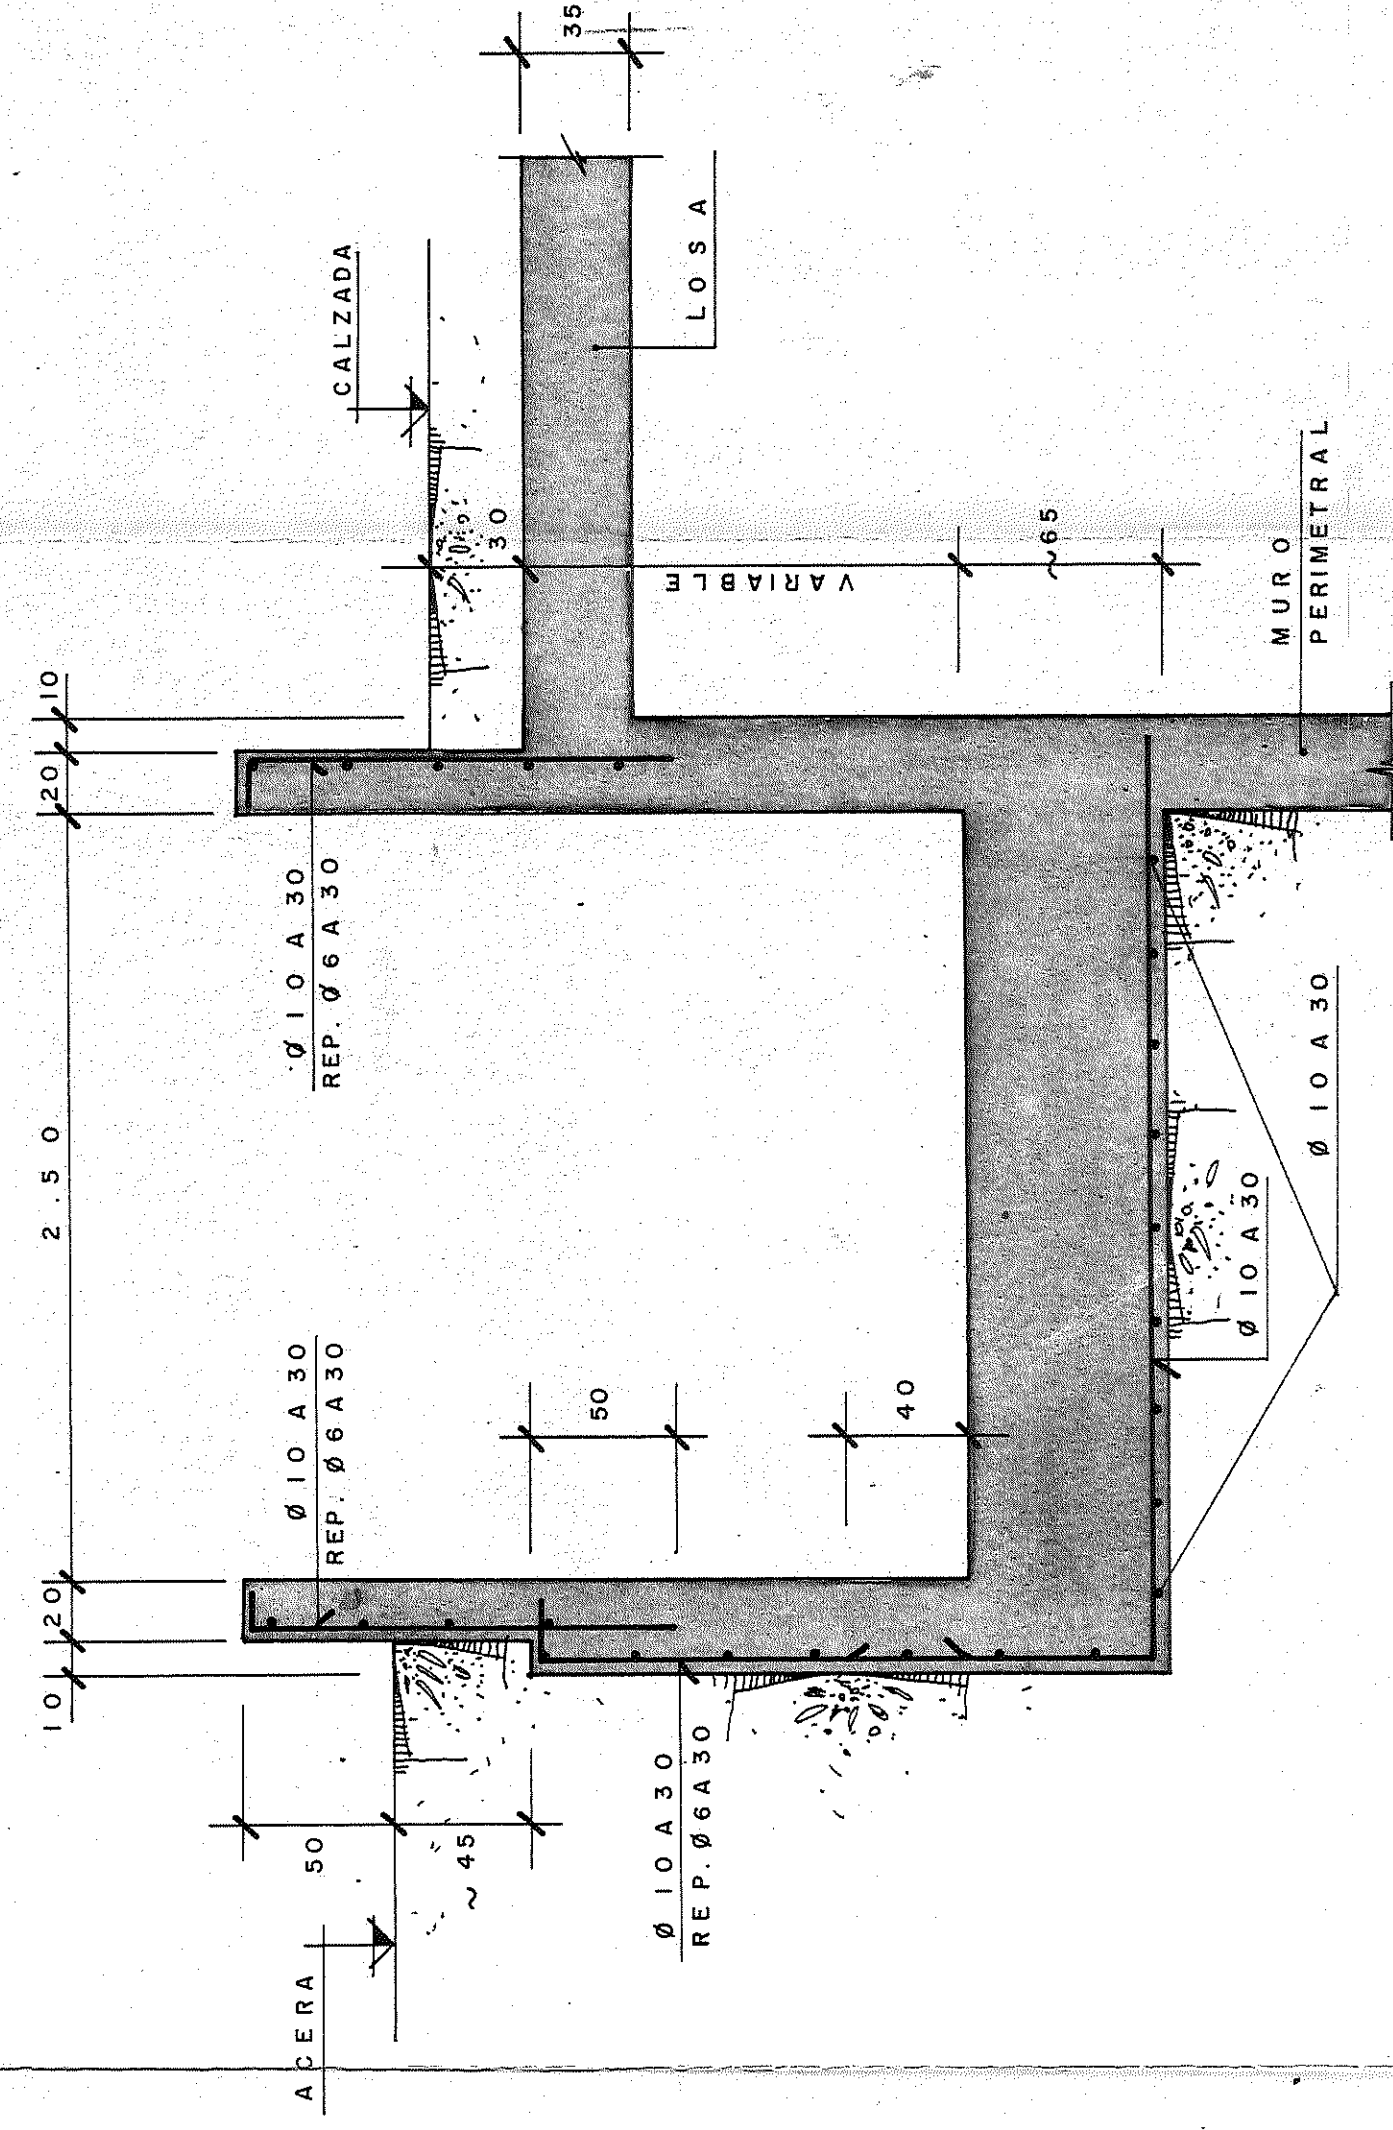 10
20
2.50
20
10
35
Ø 10 A 30
REP. Ø 6 A 30
Ø 10 A 30
REP. Ø 6 A 30
CALZADA
ACERA
50
~45
50
40
30
VARIABLE
~65
LOSA
Ø 10 A 30
REP. Ø 6 A 30
Ø 10 A 30
Ø 10 A 30
MURO
PERIMETRAL